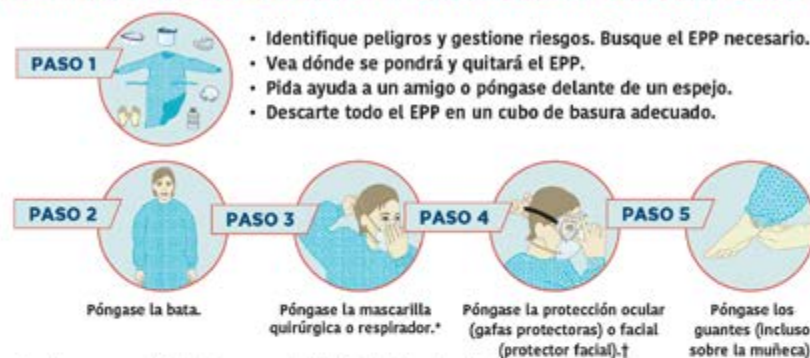 PASO 1
• Identifique peligros y gestione riesgos. Busque el EPP necesario.
• Vea dónde se pondrá y quitará el EPP.
• Pida ayuda a un amigo o póngase delante de un espejo.
• Descarte todo el EPP en un cubo de basura adecuado.
PASO 2
PASO 3
PASO 4
PASO 5
Póngase la bata.
Póngase la mascarilla
quirúrgica o respirador.*
Póngase la protección ocular
(gafas protectoras) o facial
(protector facial).†
Póngase los
guantes (incluso
sobre la muñeca)